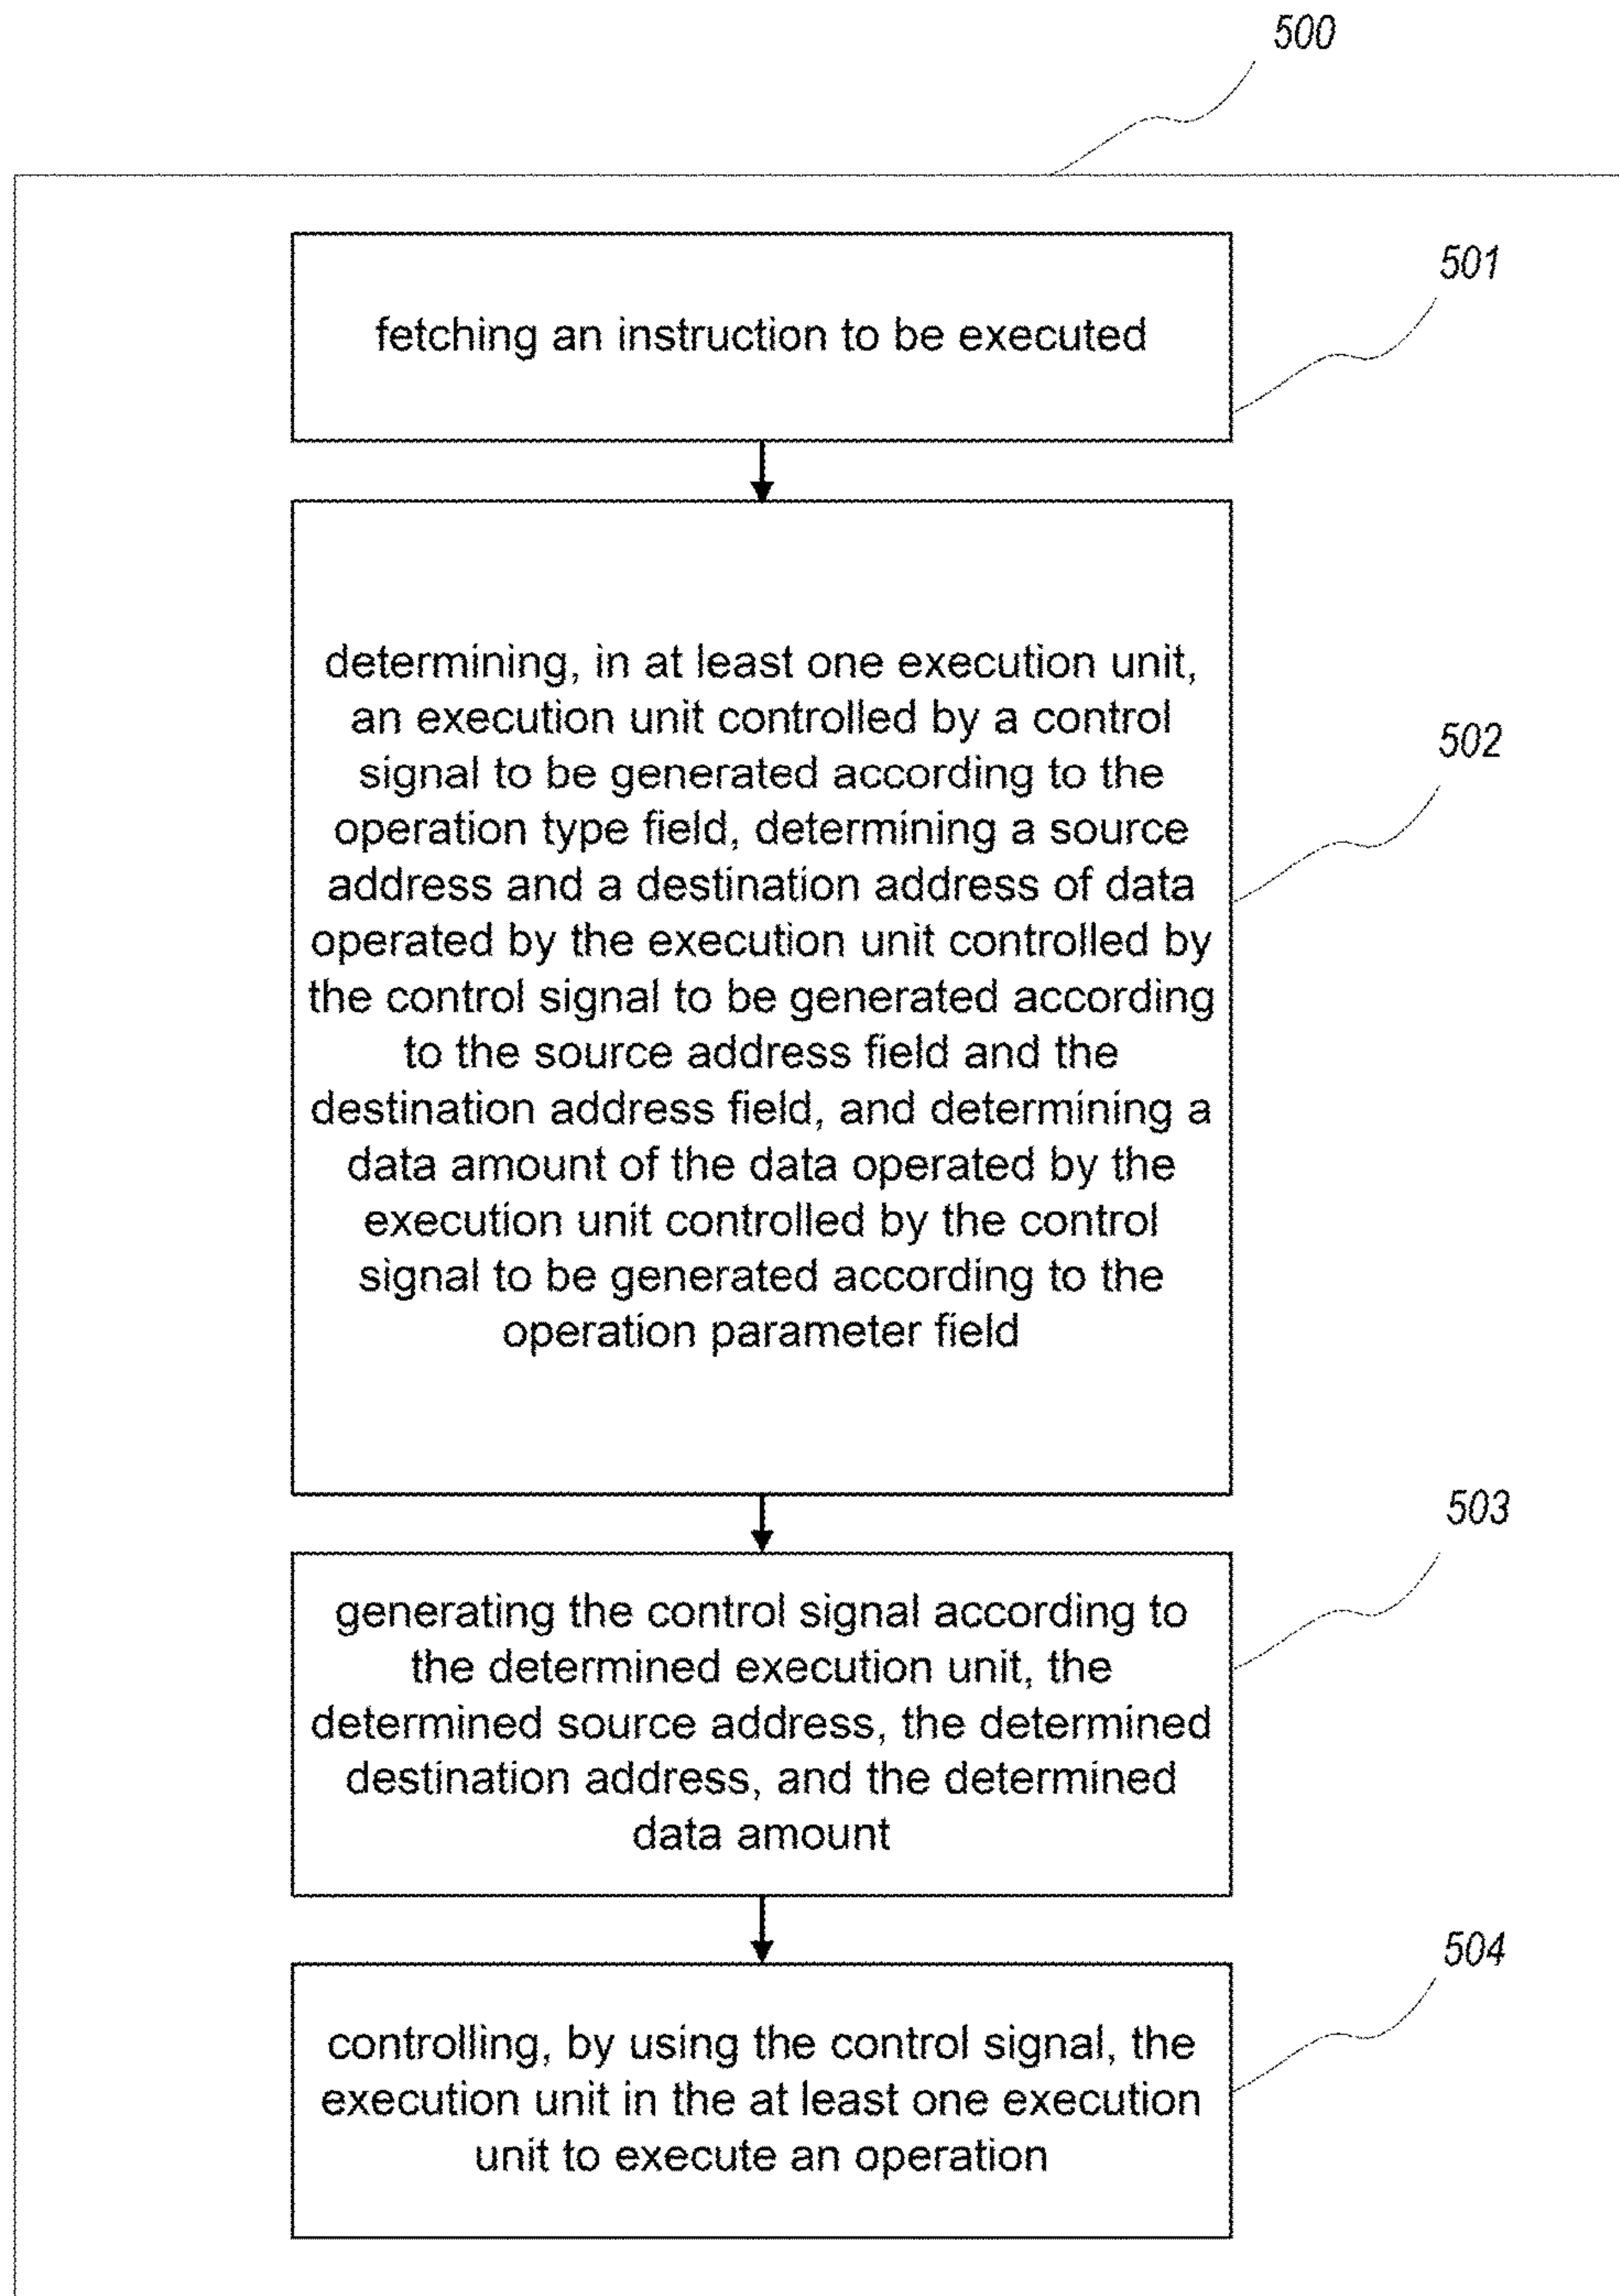 500
fetching an instruction to be executed
501
determining, in at least one execution unit,
an execution unit controlled by a control
signal to be generated according to the
operation type field, determining a source
address and a destination address of data
operated by the execution unit controlled by
the control signal to be generated according
to the source address field and the
destination address field, and determining a
data amount of the data operated by the
execution unit controlled by the control
signal to be generated according to the
operation parameter field
502
generating the control signal according to
the determined execution unit, the
determined source address, the determined
destination address, and the determined
data amount
503
controlling, by using the control signal, the
execution unit in the at least one execution
unit to execute an operation
504